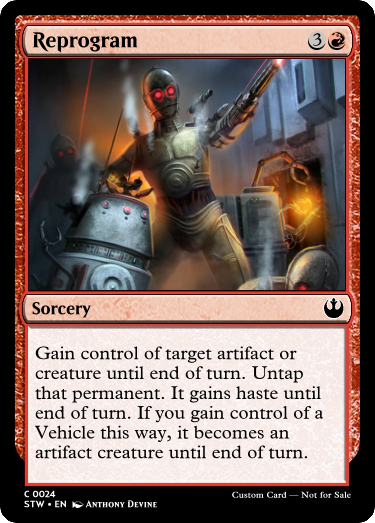 Reprogram 3
Sorcery
Gain control of target artifact or
creature until end of turn. Untap
that permanent. It gains haste until
end of turn. If you gain control of a
Vehicle this way, it becomes an
artifact creature until end of turn.
C 0024
STW • EN Anthony Devine Custom Card — Not for Sale